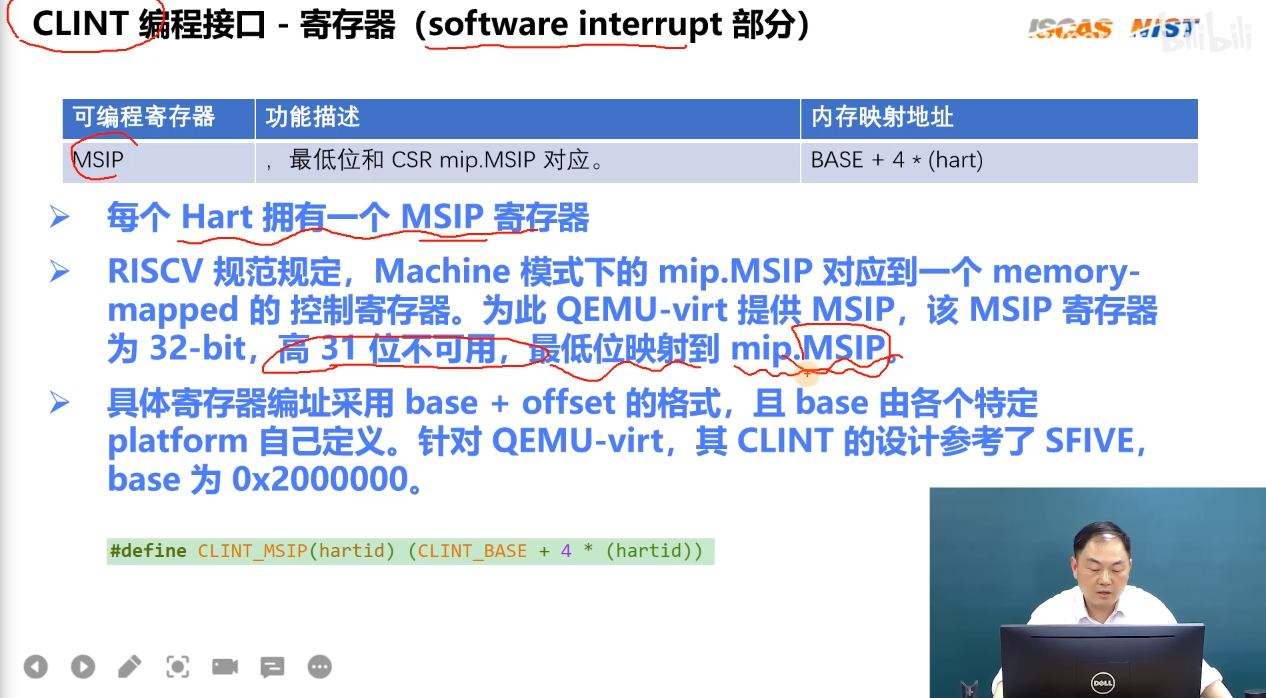 CLINT 编程接口 - 寄存器（software interrupt 部分）
ISCAS NIST
bilibili
可编程寄存器 功能描述 内存映射地址
MSIP ，最低位和 CSR mip.MSIP 对应。 BASE + 4 * (hart)
每个 Hart 拥有一个 MSIP 寄存器
RISCV 规范规定，Machine 模式下的 mip.MSIP 对应到一个 memory-
mapped 的 控制寄存器。为此 QEMU-virt 提供 MSIP，该 MSIP 寄存器
为 32-bit，高 31 位不可用，最低位映射到 mip.MSIP。
具体寄存器编址采用 base + offset 的格式，且 base 由各个特定
platform 自己定义。针对 QEMU-virt，其 CLINT 的设计参考了 SFIVE，
base 为 0x2000000。
#define CLINT_MSIP(hartid) (CLINT_BASE + 4 * (hartid))
DELL